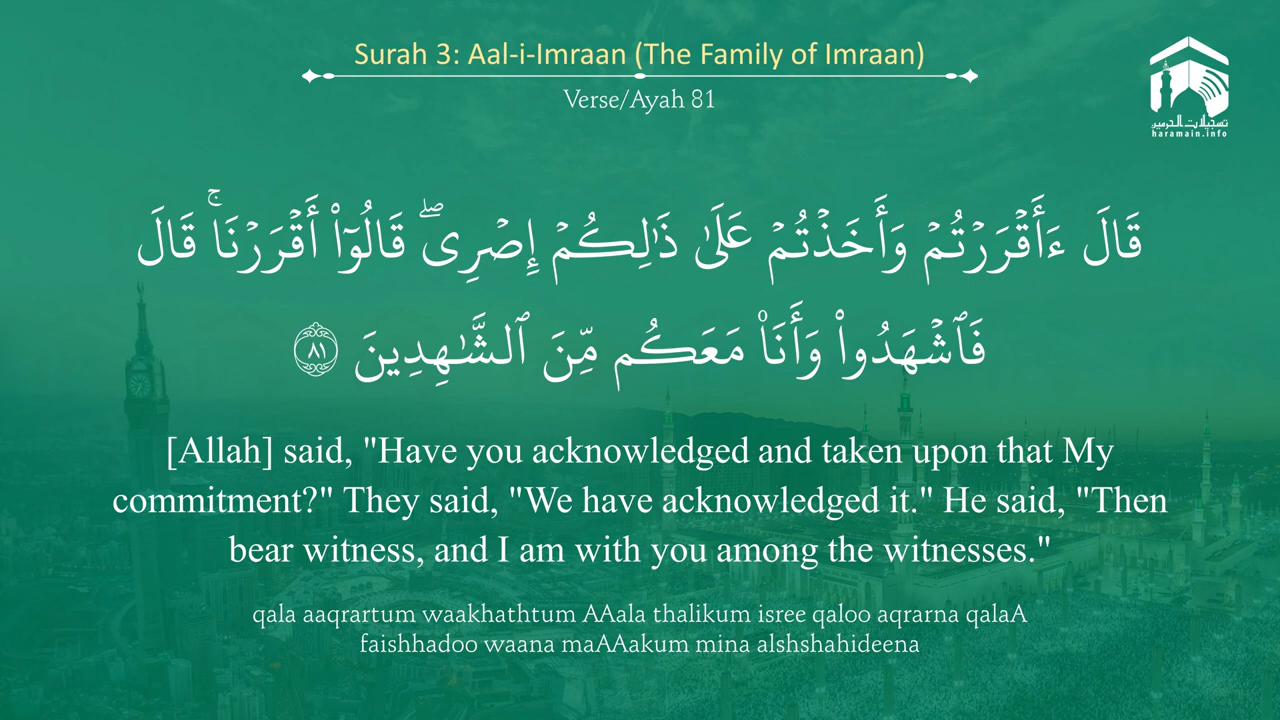 Surah 3: Aal-i-Imraan (The Family of Imraan)
Verse/Ayah 81
تسجيلات الحرمين
haramain.info
قَالَ ءَأَقْرَرْتُمْ وَأَخَذْتُمْ عَلَىٰ ذَٰلِكُمْ إِصْرِى ۖ قَالُوٓا۟ أَقْرَرْنَا ۚ قَالَ
فَٱشْهَدُوا۟ وَأَنَا۠ مَعَكُم مِّنَ ٱلشَّـٰهِدِينَ ٨١
[Allah] said, "Have you acknowledged and taken upon that My
commitment?" They said, "We have acknowledged it." He said, "Then
bear witness, and I am with you among the witnesses."
qala aaqrartum waakhathtum AAala thalikum isree qaloo aqrarna qalaA
faishhadoo waana maAAakum mina alshshahideena